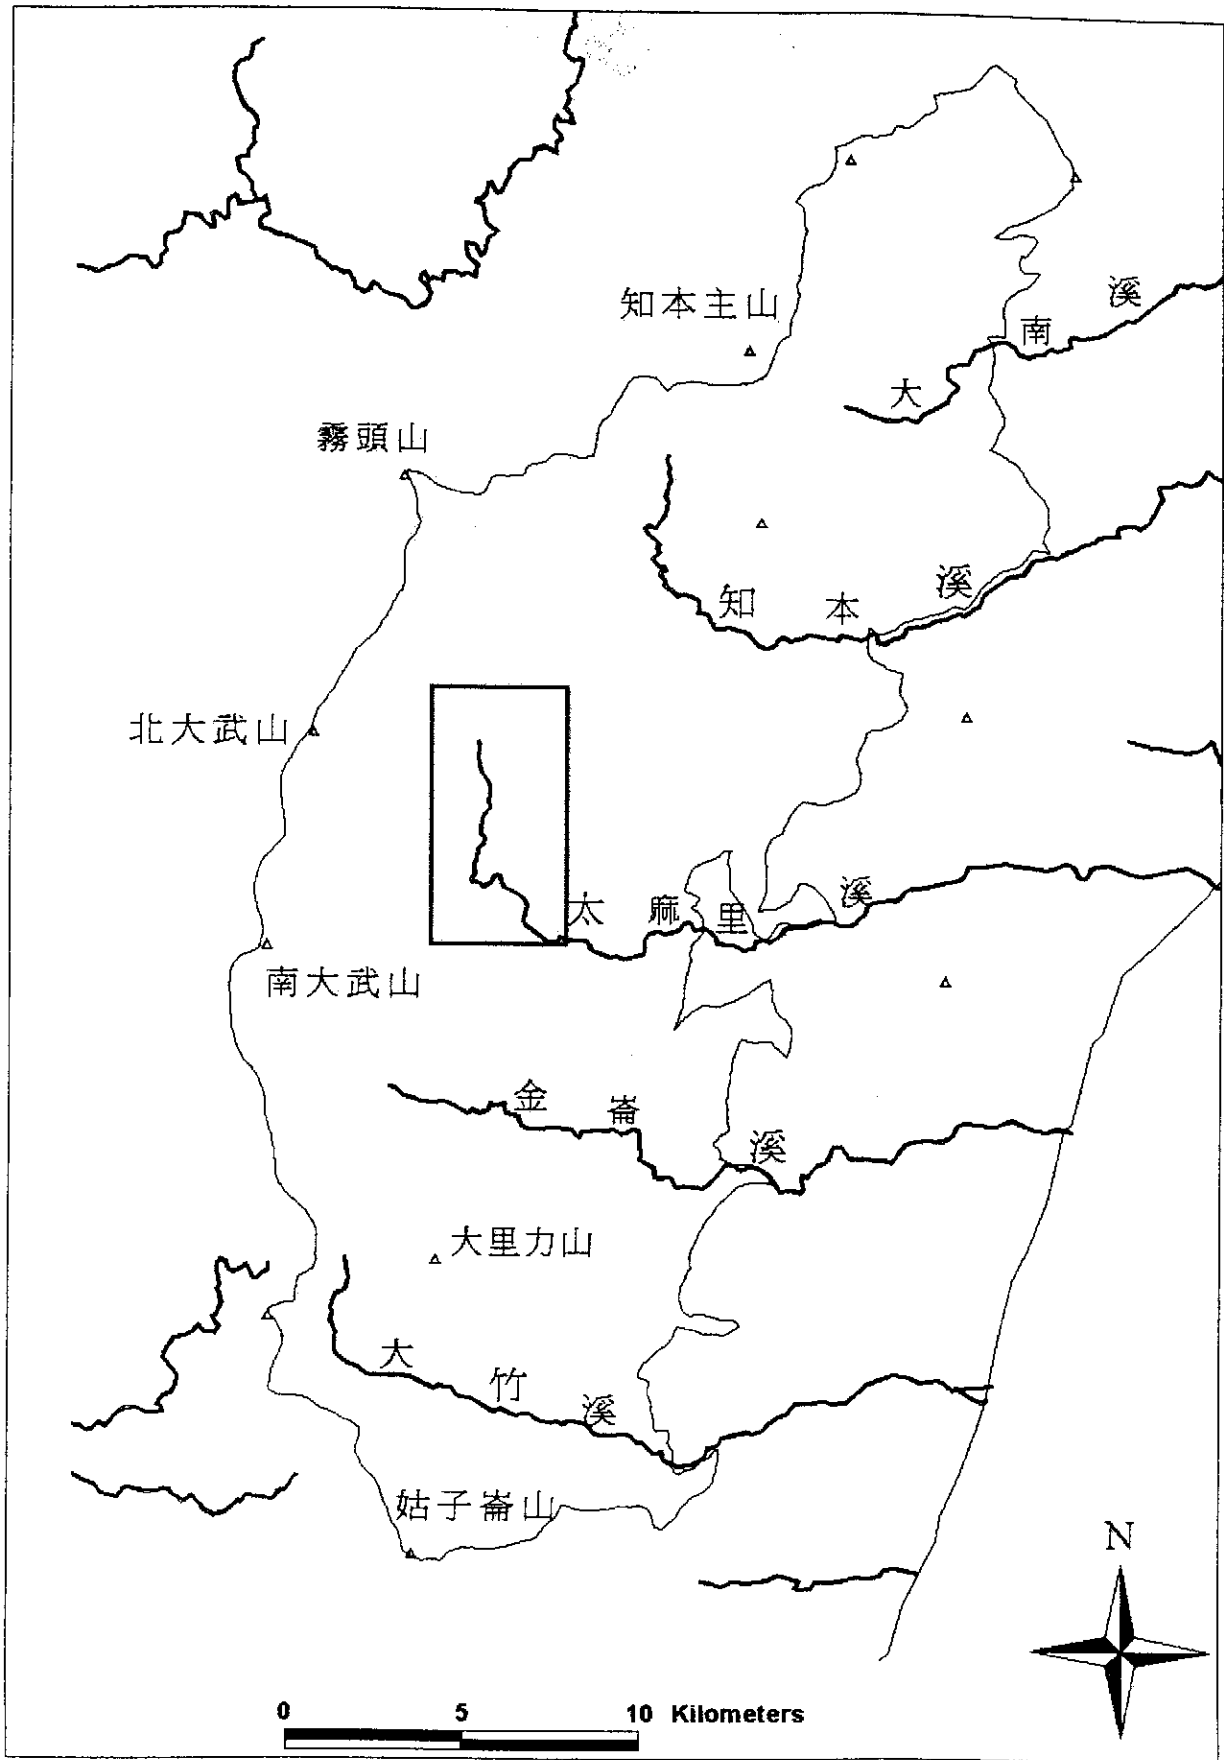 知本主山
大南溪
霧頭山
知本溪
北大武山
太麻里溪
南大武山
金崙溪
大里力山
大竹溪
姑子崙山
N
0 5 10 Kilometers